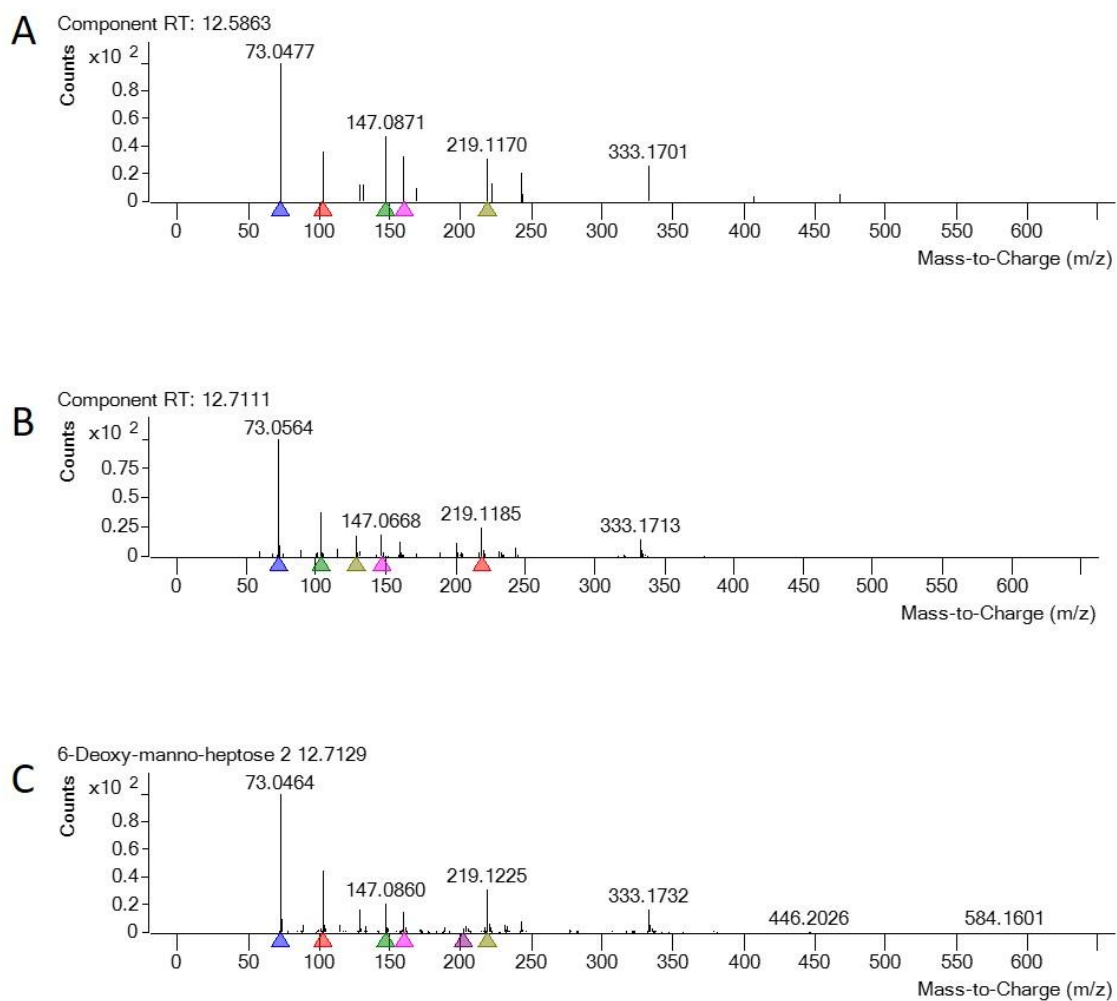 A
Component RT: 12.5863
Counts
x10 2
73.0477
147.0871
219.1170
333.1701
0.8
0.6
0.4
0.2
0
0 50 100 150 200 250 300 350 400 450 500 550 600
Mass-to-Charge (m/z)
B
Component RT: 12.7111
Counts
x10 2
73.0564
147.0668
219.1185
333.1713
0.75
0.5
0.25
0
0 50 100 150 200 250 300 350 400 450 500 550 600
Mass-to-Charge (m/z)
C
6-Deoxy-manno-heptose 2 12.7129
Counts
x10 2
73.0464
147.0860
219.1225
333.1732
446.2026
584.1601
0.8
0.6
0.4
0.2
0
0 50 100 150 200 250 300 350 400 450 500 550 600
Mass-to-Charge (m/z)